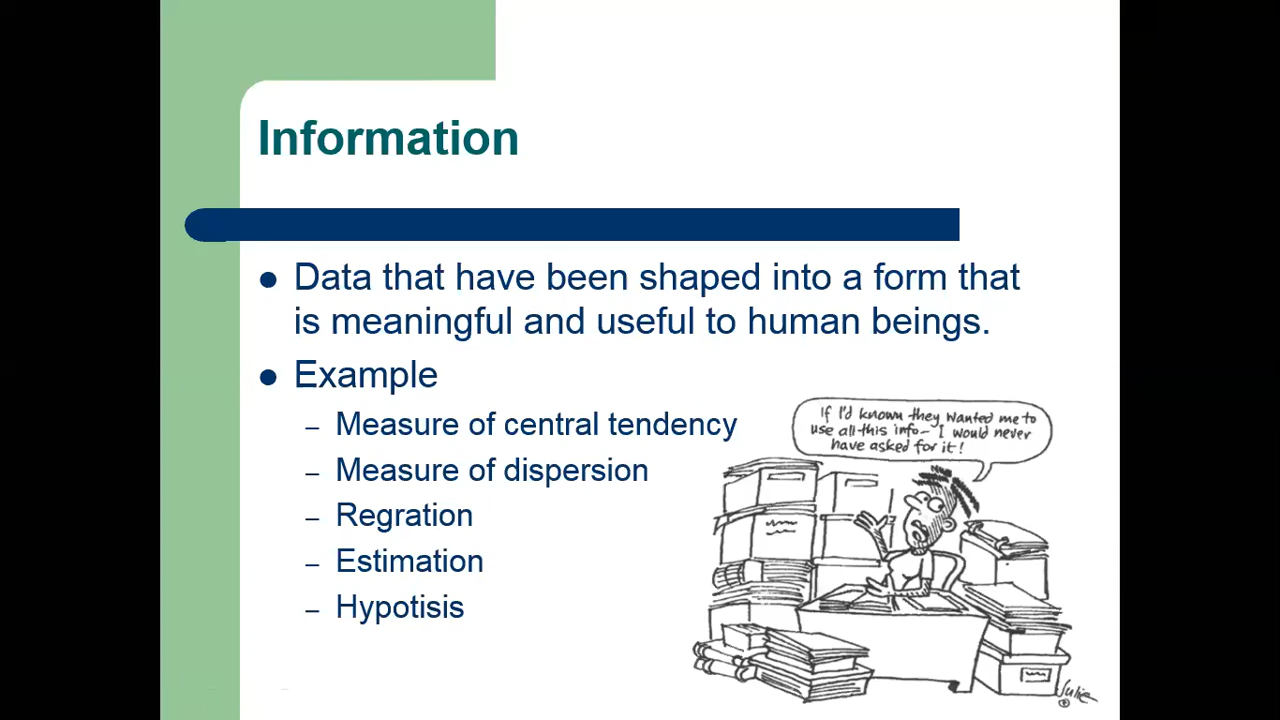 Information
● Data that have been shaped into a form that
is meaningful and useful to human beings.
● Example
– Measure of central tendency
– Measure of dispersion
– Regration
– Estimation
– Hypotisis
If I'd known they wanted me to
use all this info– I would never
have asked for it!
Julie